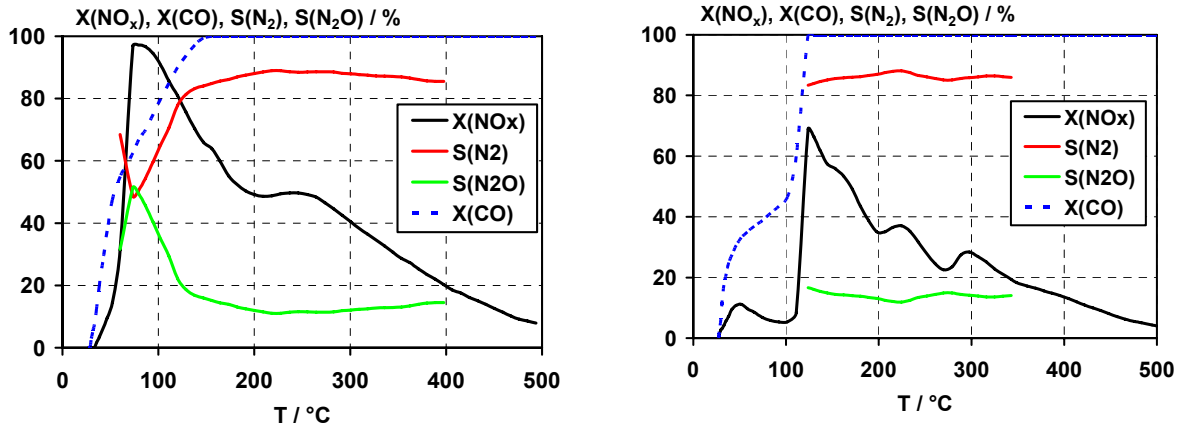 X(NOₓ), X(CO), S(N₂), S(N₂O) / %
100
80
60
40
20
0
X(NOx)
S(N2)
S(N2O)
X(CO)
0 100 200 300 400 500
T / °C
X(NOₓ), X(CO), S(N₂), S(N₂O) / %
100
80
60
40
20
0
X(NOx)
S(N2)
S(N2O)
X(CO)
0 100 200 300 400 500
T / °C